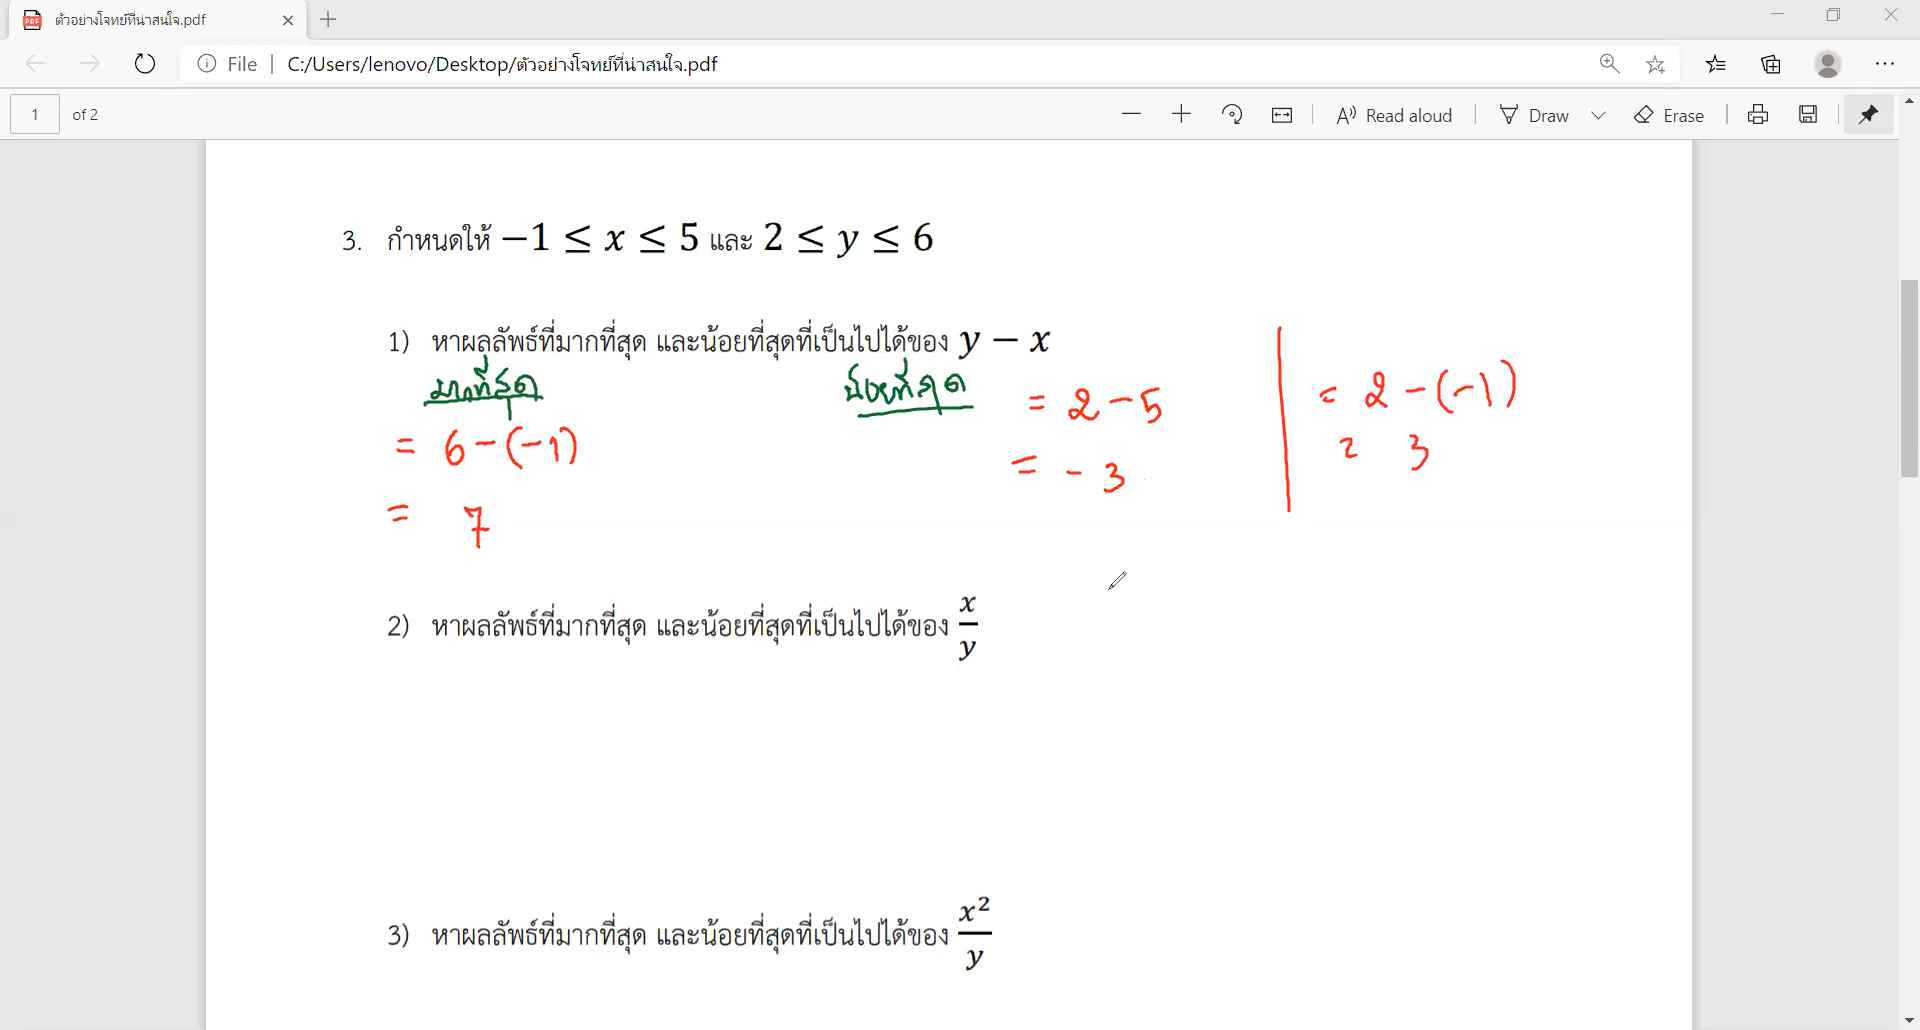 ตัวอย่างโจทย์ที่น่าสนใจ.pdf
File | C:/Users/lenovo/Desktop/ตัวอย่างโจทย์ที่น่าสนใจ.pdf
1 of 2
Read aloud
Draw
Erase
3. กำหนดให้ −1 ≤ x ≤ 5 และ 2 ≤ y ≤ 6
1) หาผลลัพธ์ที่มากที่สุด และน้อยที่สุดที่เป็นไปได้ของ y − x
มากที่สุด
= 6 - (-1)
= 7
น้อยที่สุด
= 2 - 5
= - 3
= 2 - (-1)
2 3
2) หาผลลัพธ์ที่มากที่สุด และน้อยที่สุดที่เป็นไปได้ของ x/y
3) หาผลลัพธ์ที่มากที่สุด และน้อยที่สุดที่เป็นไปได้ของ x²/y